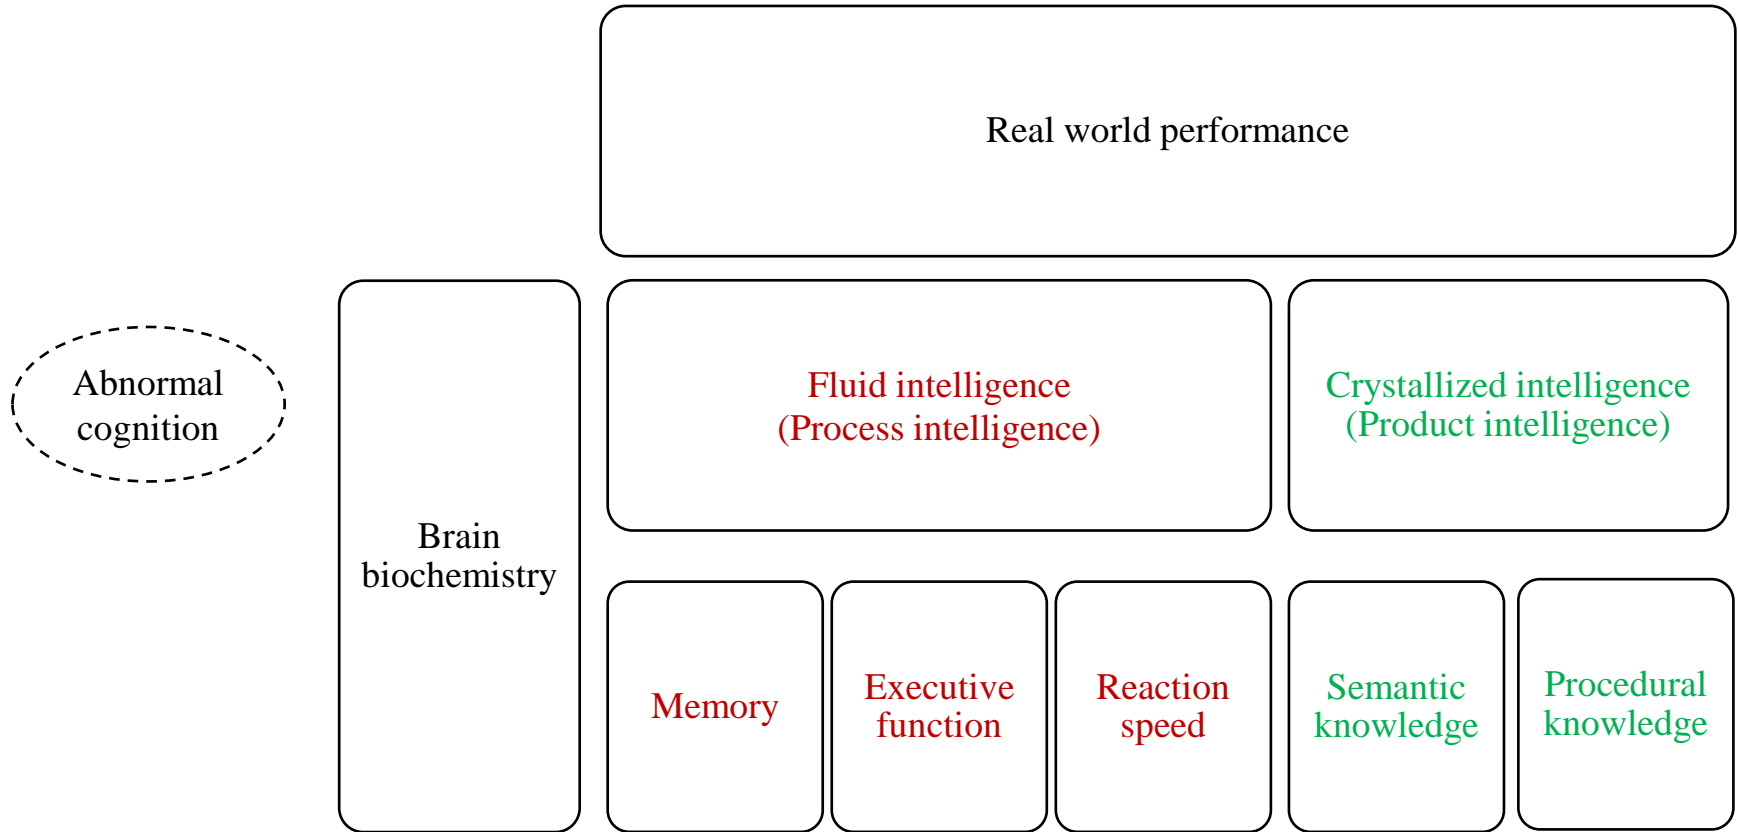 Real world performance
Abnormal
cognition
Brain
biochemistry
Fluid intelligence
(Process intelligence)
Crystallized intelligence
(Product intelligence)
Memory
Executive
function
Reaction
speed
Semantic
knowledge
Procedural
knowledge